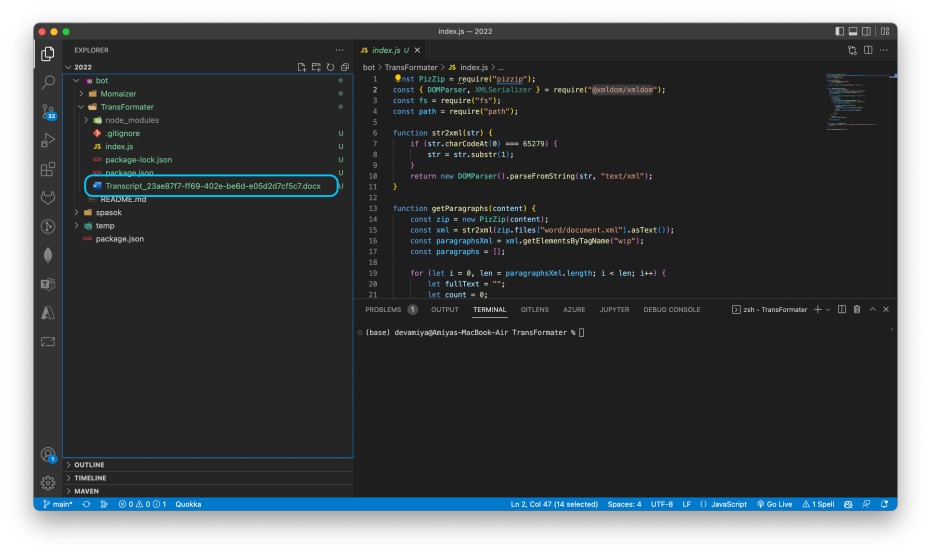 index.js — 2022
EXPLORER
2022
bot
Momaizer
TransFormater
node_modules
.gitignore
U
JS index.js
U
package-lock.json
U
package.json
U
Transcript_23ae87f7-ff69-402e-be6d-e05d2d7cf5c7.docx
U
README.md
spasok
temp
package.json
OUTLINE
TIMELINE
MAVEN
32
1
JS index.js U
bot > TransFormater > JS index.js > ...
1 nst PizZip = require("pizzip");
2 const { DOMParser, XMLSerializer } = require("@xmldom/xmldom");
3 const fs = require("fs");
4 const path = require("path");
5
6 function str2xml(str) {
7 if (str.charCodeAt(0) === 65279) {
8 str = str.substr(1);
9 }
10 return new DOMParser().parseFromString(str, "text/xml");
11 }
12
13 function getParagraphs(content) {
14 const zip = new PizZip(content);
15 const xml = str2xml(zip.files["word/document.xml"].asText());
16 const paragraphsXml = xml.getElementsByTagName("w:p");
17 const paragraphs = [];
18
19 for (let i = 0, len = paragraphsXml.length; i < len; i++) {
20 let fullText = "";
21 let count = 0;
PROBLEMS 1 OUTPUT TERMINAL GITLENS AZURE JUPYTER DEBUG CONSOLE
zsh - TransFormater
(base) devamiya@Amiyas-MacBook-Air TransFormater %
main* 0 0 1 Quokka
Ln 2, Col 47 (14 selected) Spaces: 4 UTF-8 LF {} JavaScript Go Live 1 Spell